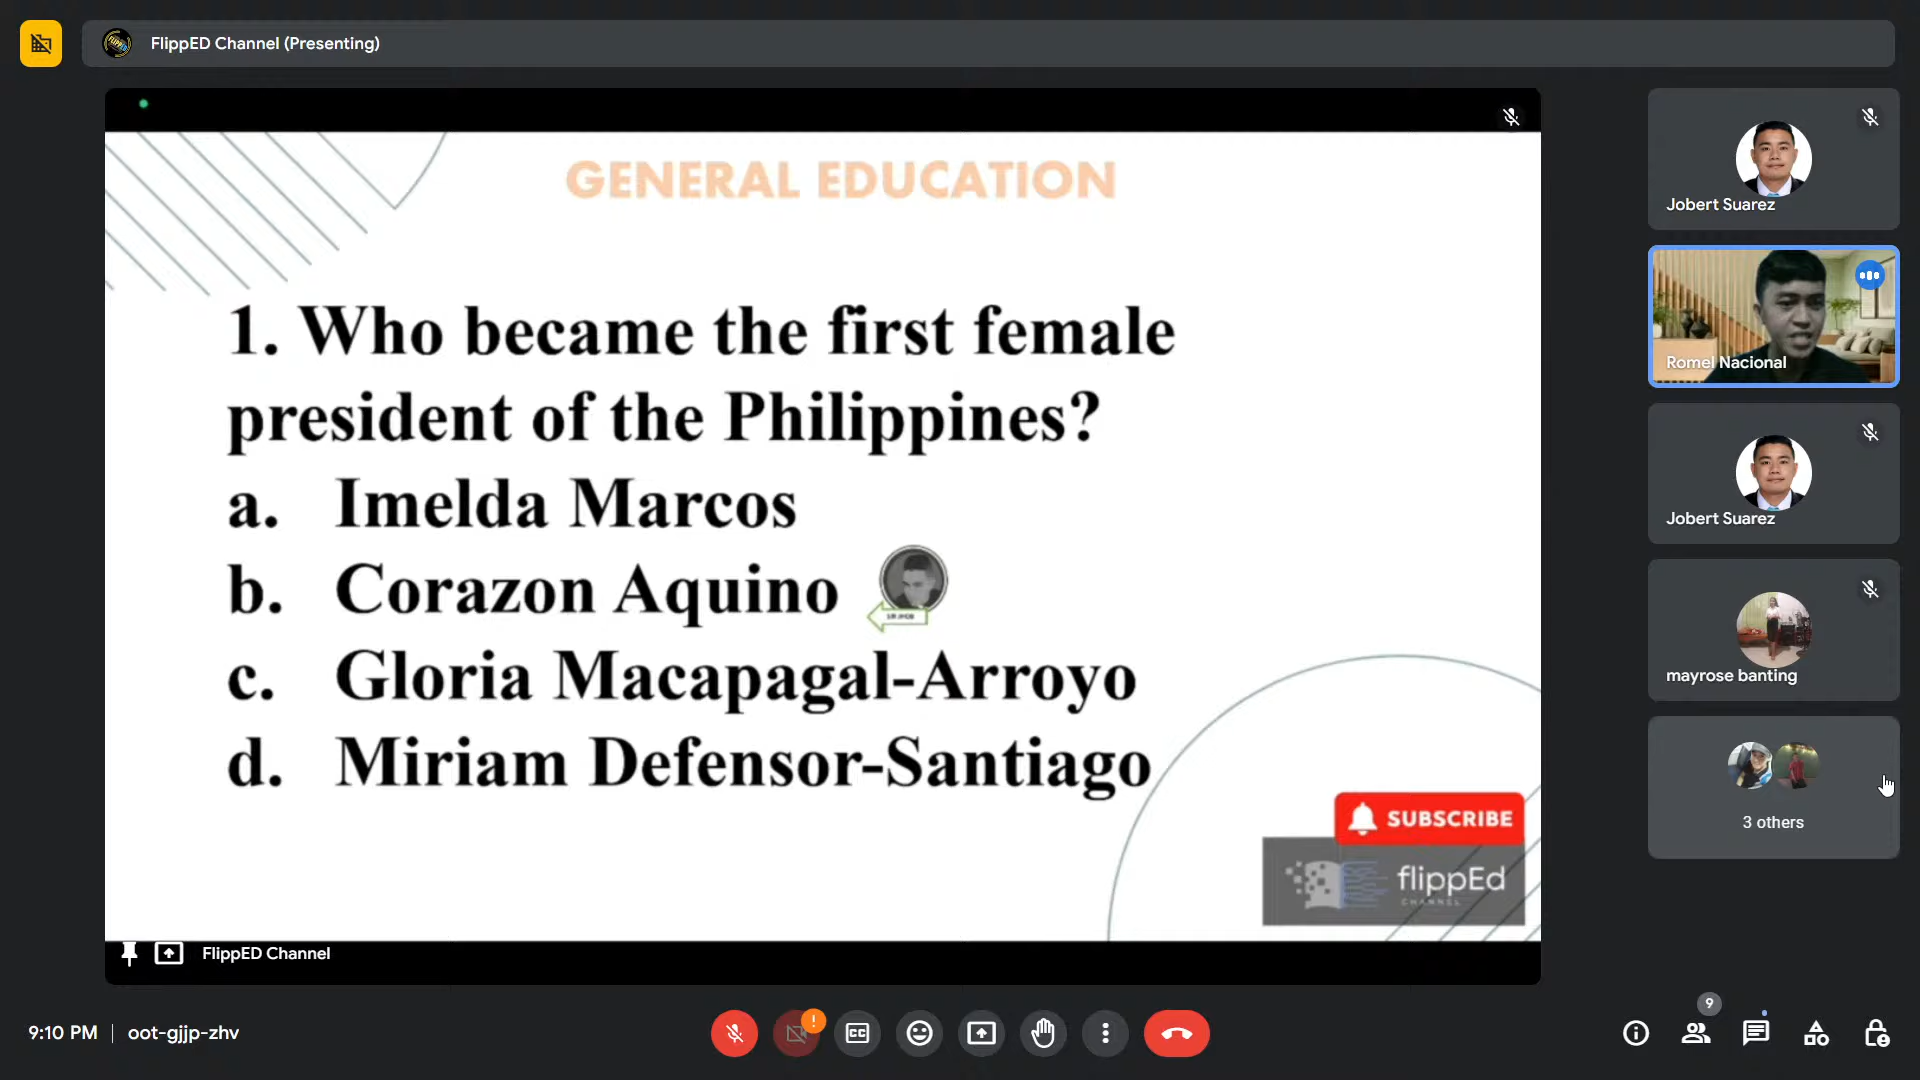 FlippED Channel (Presenting)
GENERAL EDUCATION
1. Who became the first female
president of the Philippines?
a. Imelda Marcos
b. Corazon Aquino
c. Gloria Macapagal-Arroyo
d. Miriam Defensor-Santiago
SUBSCRIBE
flippEd
CHANNEL
FlippED Channel
Jobert Suarez
Romel Nacional
Jobert Suarez
mayrose banting
3 others
9:10 PM | oot-gjjp-zhv
!
CC
9